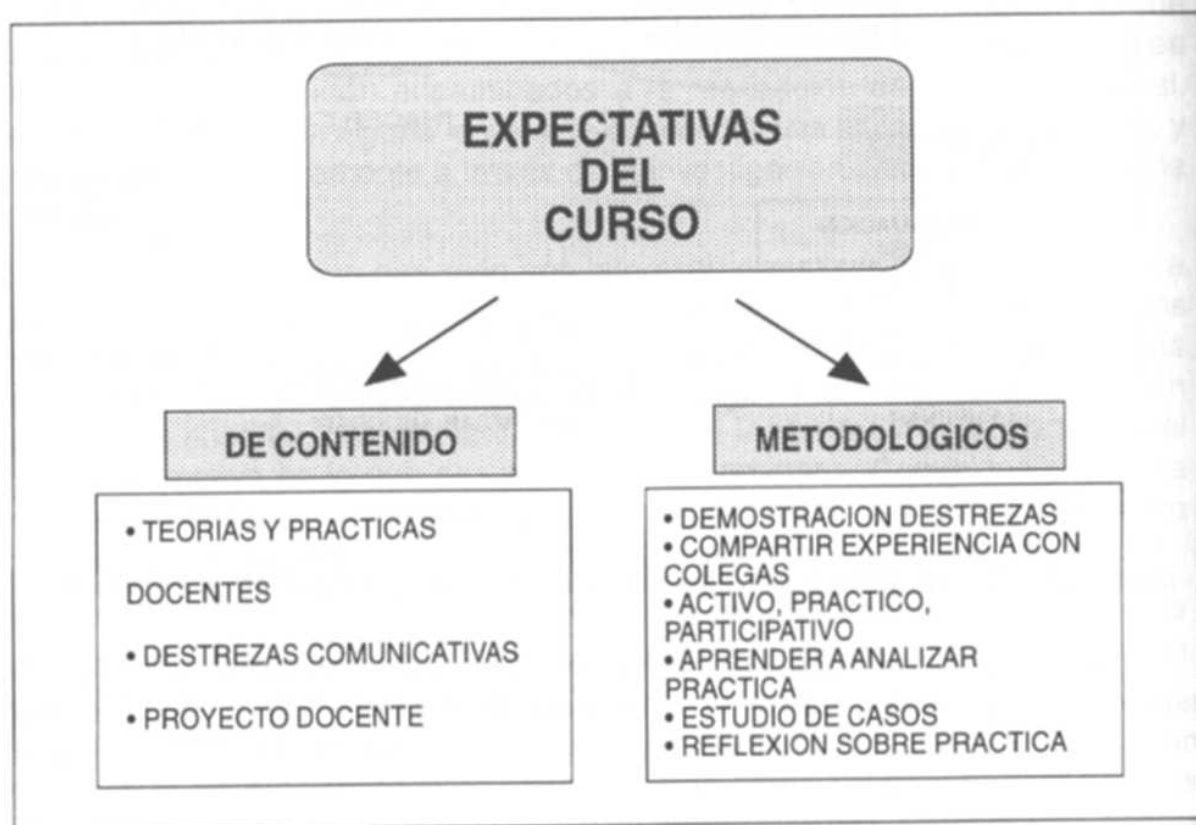 EXPECTATIVAS
DEL
CURSO
DE CONTENIDO
• TEORIAS Y PRACTICAS
DOCENTES
• DESTREZAS COMUNICATIVAS
• PROYECTO DOCENTE
METODOLOGICOS
• DEMOSTRACION DESTREZAS
• COMPARTIR EXPERIENCIA CON
COLEGAS
• ACTIVO, PRACTICO,
PARTICIPATIVO
• APRENDER A ANALIZAR
PRACTICA
• ESTUDIO DE CASOS
• REFLEXION SOBRE PRACTICA